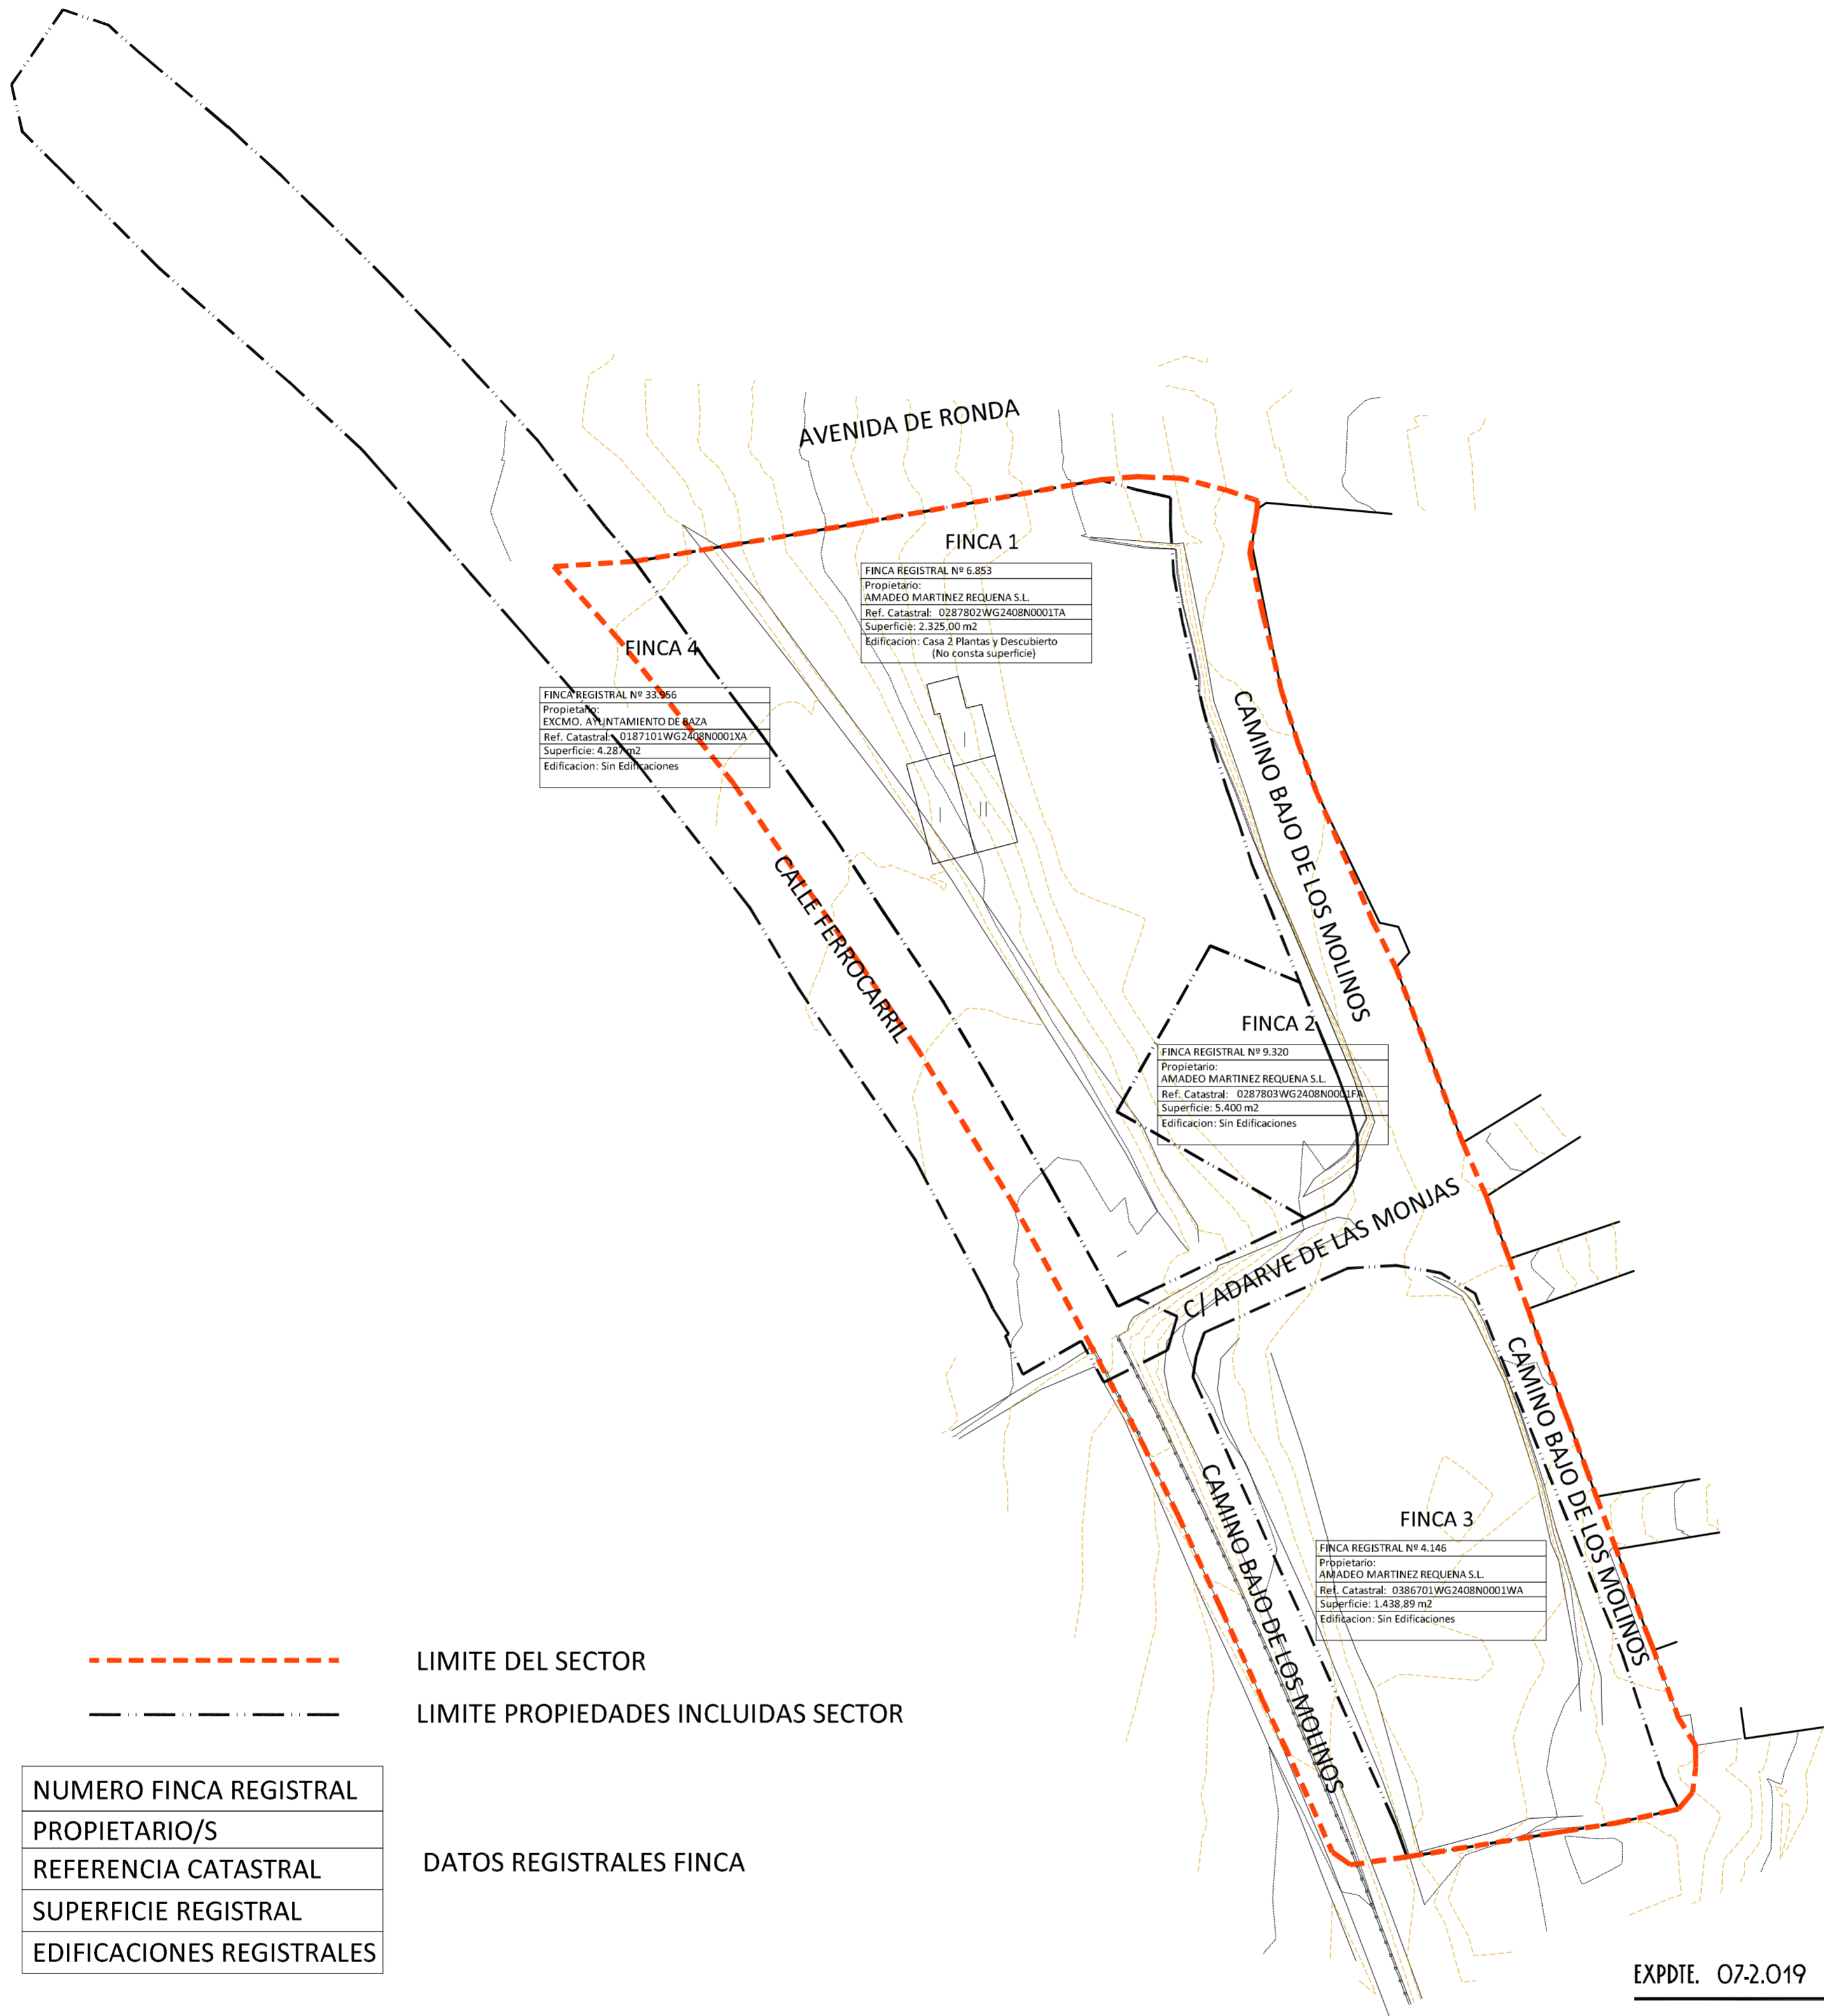 AVENIDA DE RONDA
FINCA 1
FINCA REGISTRAL Nº 6.853
Propietario:
AMADEO MARTINEZ REQUENA S.L.
Ref. Catastral: 0287802WG2408N0001TA
Superficie: 2.325,00 m2
Edificacion: Casa 2 Plantas y Descubierto
(No consta superficie)
FINCA 4
FINCA REGISTRAL Nº 33.956
Propietario:
EXCMO. AYUNTAMIENTO DE BAZA
Ref. Catastral: 0187101WG2408N0001XA
Superficie: 4.287 m2
Edificacion: Sin Edificaciones
I
I
II
CAMINO BAJO DE LOS MOLINOS
CALLE FERROCARRIL
FINCA 2
FINCA REGISTRAL Nº 9.320
Propietario:
AMADEO MARTINEZ REQUENA S.L.
Ref. Catastral: 0287803WG2408N0001FA
Superficie: 5.400 m2
Edificacion: Sin Edificaciones
C/ ADARVE DE LAS MONJAS
CAMINO BAJO DE LOS MOLINOS
CAMINO BAJO DE LOS MOLINOS
FINCA 3
FINCA REGISTRAL Nº 4.146
Propietario:
AMADEO MARTINEZ REQUENA S.L.
Ref. Catastral: 0386701WG2408N0001WA
Superficie: 1.438,89 m2
Edificacion: Sin Edificaciones
LIMITE DEL SECTOR
LIMITE PROPIEDADES INCLUIDAS SECTOR
NUMERO FINCA REGISTRAL
PROPIETARIO/S
REFERENCIA CATASTRAL
SUPERFICIE REGISTRAL
EDIFICACIONES REGISTRALES
DATOS REGISTRALES FINCA
EXPDTE. 07-2.019